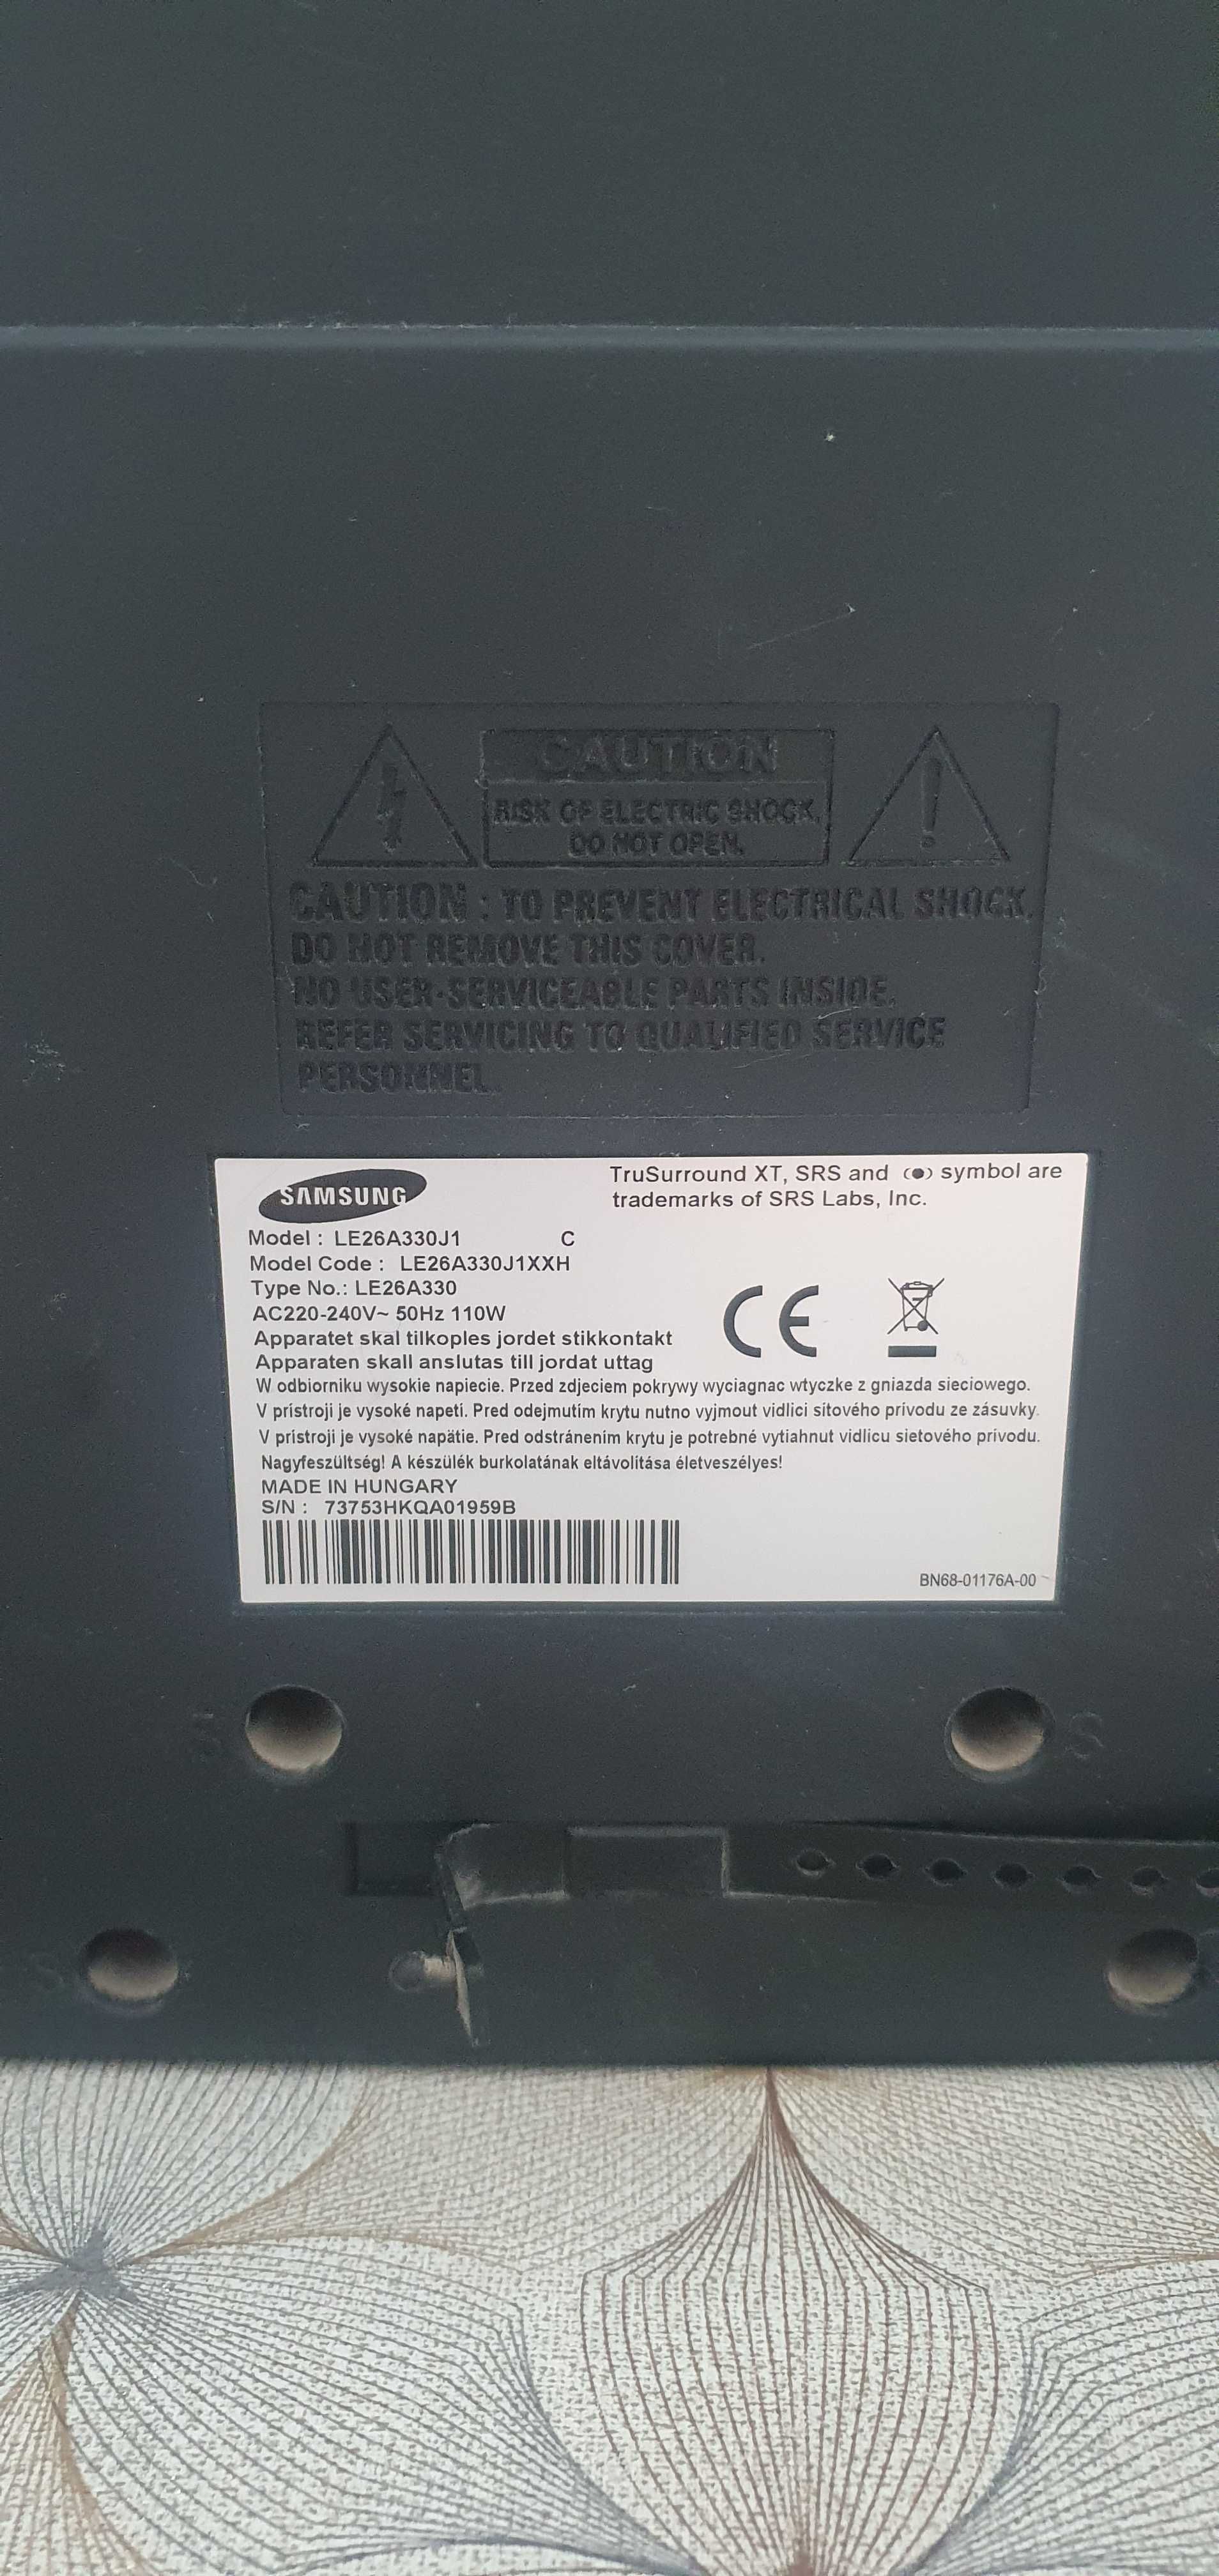 CAUTION
RISK OF ELECTRIC SHOCK.
DO NOT OPEN.
CAUTION : TO PREVENT ELECTRICAL SHOCK,
DO NOT REMOVE THIS COVER.
NO USER-SERVICEABLE PARTS INSIDE.
REFER SERVICING TO QUALIFIED SERVICE
PERSONNEL.
SAMSUNG
TruSurround XT, SRS and (●) symbol are
trademarks of SRS Labs, Inc.
Model : LE26A330J1 C
Model Code : LE26A330J1XXH
Type No.: LE26A330
AC220-240V~ 50Hz 110W
CE
Apparatet skal tilkoples jordet stikkontakt
Apparaten skall anslutas till jordat uttag
W odbiorniku wysokie napiecie. Przed zdjeciem pokrywy wyciagnac wtyczke z gniazda sieciowego.
V prístroji je vysoké napetí. Pred odejmutím krytu nutno vyjmout vidlici sítového prívodu ze zásuvky.
V prístroji je vysoké napätie. Pred odstránením krytu je potrebné vytiahnut vidlicu sietového prívodu.
Nagyfeszültség! A készülék burkolatának eltávolítása életveszélyes!
MADE IN HUNGARY
S/N : 73753HKQA01959B
BN68-01176A-00
S S
S